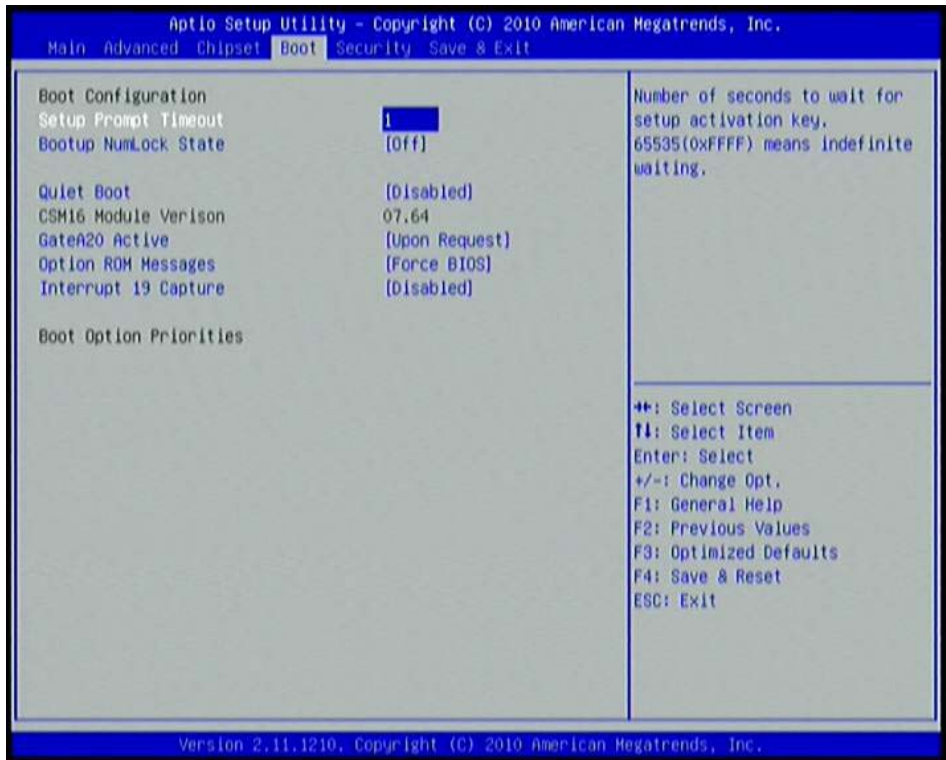 Aptio Setup Utility - Copyright (C) 2010 American Megatrends, Inc.
Main Advanced Chipset Boot Security Save & Exit
Boot Configuration
Setup Prompt Timeout 1
Bootup NumLock State [Off]
Quiet Boot [Disabled]
CSM16 Module Verison 07.64
GateA20 Active [Upon Request]
Option ROM Messages [Force BIOS]
Interrupt 19 Capture [Disabled]
Boot Option Priorities
Number of seconds to wait for
setup activation key.
65535(0xFFFF) means indefinite
waiting.
→←: Select Screen
↑↓: Select Item
Enter: Select
+/-: Change Opt.
F1: General Help
F2: Previous Values
F3: Optimized Defaults
F4: Save & Reset
ESC: Exit
Version 2.11.1210. Copyright (C) 2010 American Megatrends, Inc.